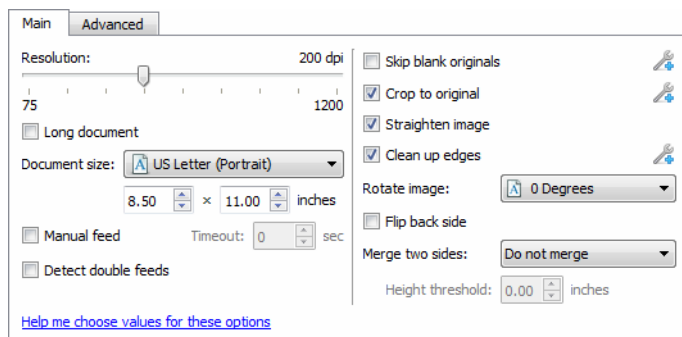 Main Advanced
Resolution: 200 dpi
75 1200
Long document
Document size: A US Letter (Portrait)
8.50 × 11.00 inches
Manual feed Timeout: 0 sec
Detect double feeds
Help me choose values for these options
Skip blank originals
Crop to original
Straighten image
Clean up edges
Rotate image: A 0 Degrees
Flip back side
Merge two sides: Do not merge
Height threshold: 0.00 inches